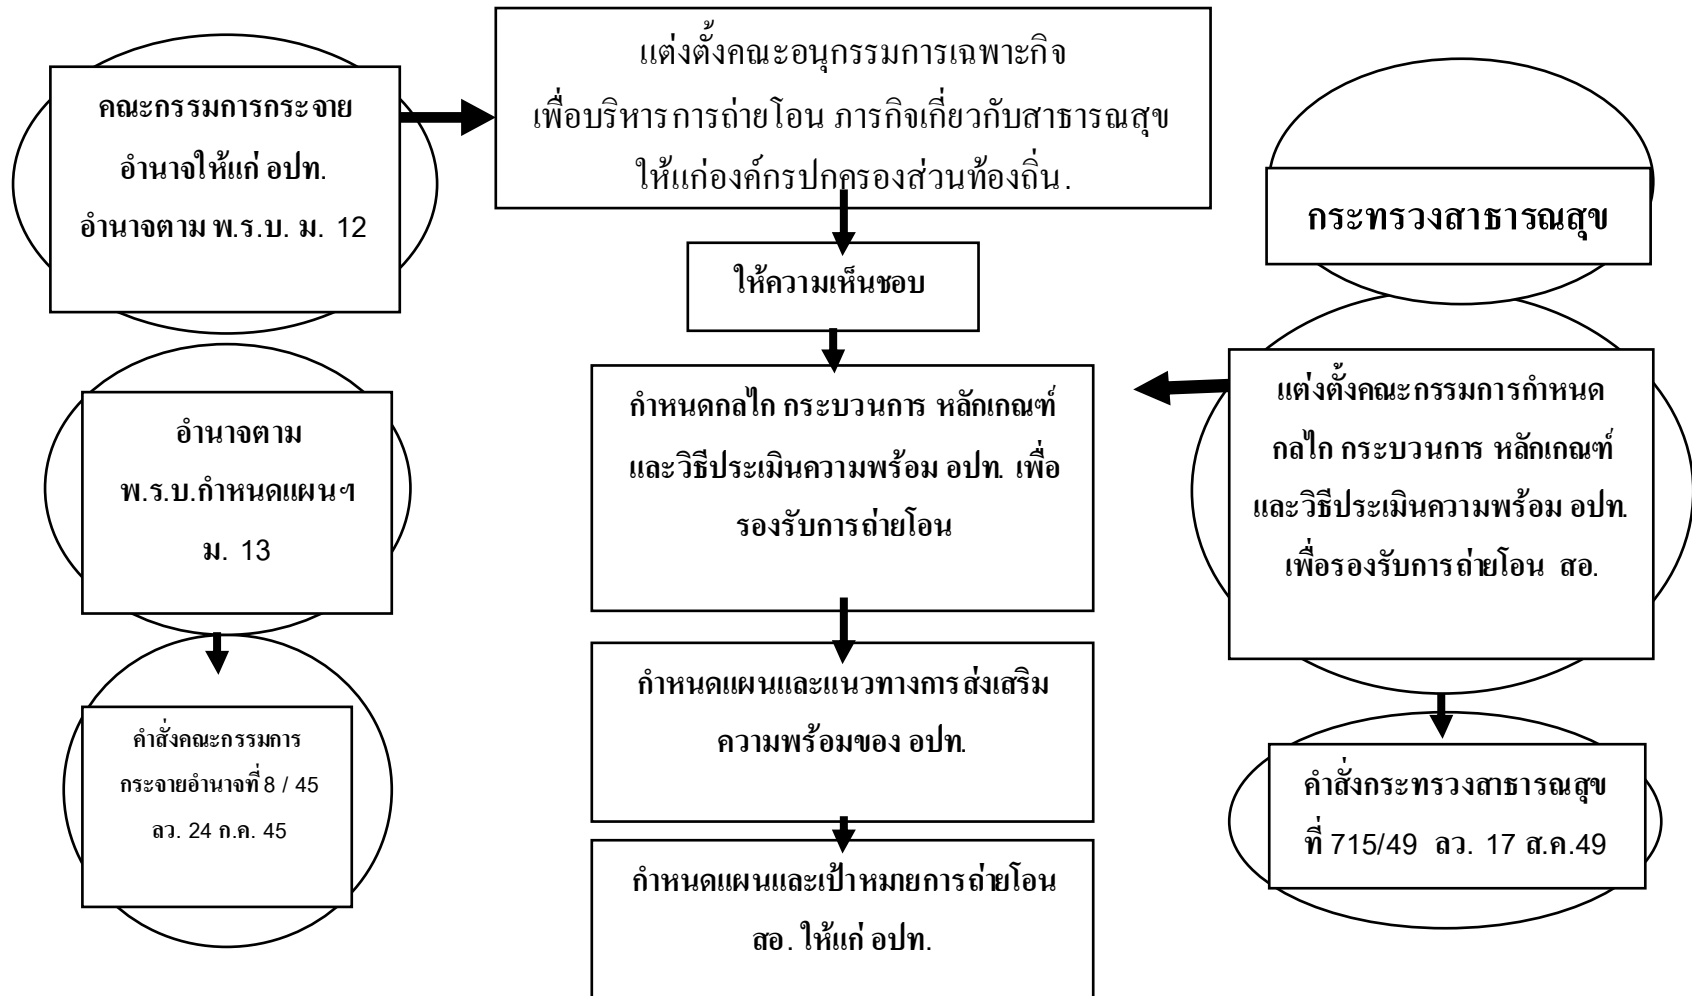 คณะกรรมการกระจาย
อำนาจให้แก่ อปท.
อำนาจตาม พ.ร.บ. ม. 12
อำนาจตาม
พ.ร.บ.กำหนดแผนฯ
ม. 13
คำสั่งคณะกรรมการ
กระจายอำนาจที่ 8 / 45
ลว. 24 ก.ค. 45
แต่งตั้งคณะอนุกรรมการเฉพาะกิจ
เพื่อบริหารการถ่ายโอน ภารกิจเกี่ยวกับสาธารณสุข
ให้แก่องค์กรปกครองส่วนท้องถิ่น.
ให้ความเห็นชอบ
กำหนดกลไก กระบวนการ หลักเกณฑ์
และวิธีประเมินความพร้อม อปท. เพื่อ
รองรับการถ่ายโอน
กำหนดแผนและแนวทางการส่งเสริม
ความพร้อมของ อปท.
กำหนดแผนและเป้าหมายการถ่ายโอน
สอ. ให้แก่ อปท.
กระทรวงสาธารณสุข
แต่งตั้งคณะกรรมการกำหนด
กลไก กระบวนการ หลักเกณฑ์
และวิธีประเมินความพร้อม อปท.
เพื่อรองรับการถ่ายโอน สอ.
คำสั่งกระทรวงสาธารณสุข
ที่ 715/49 ลว. 17 ส.ค.49